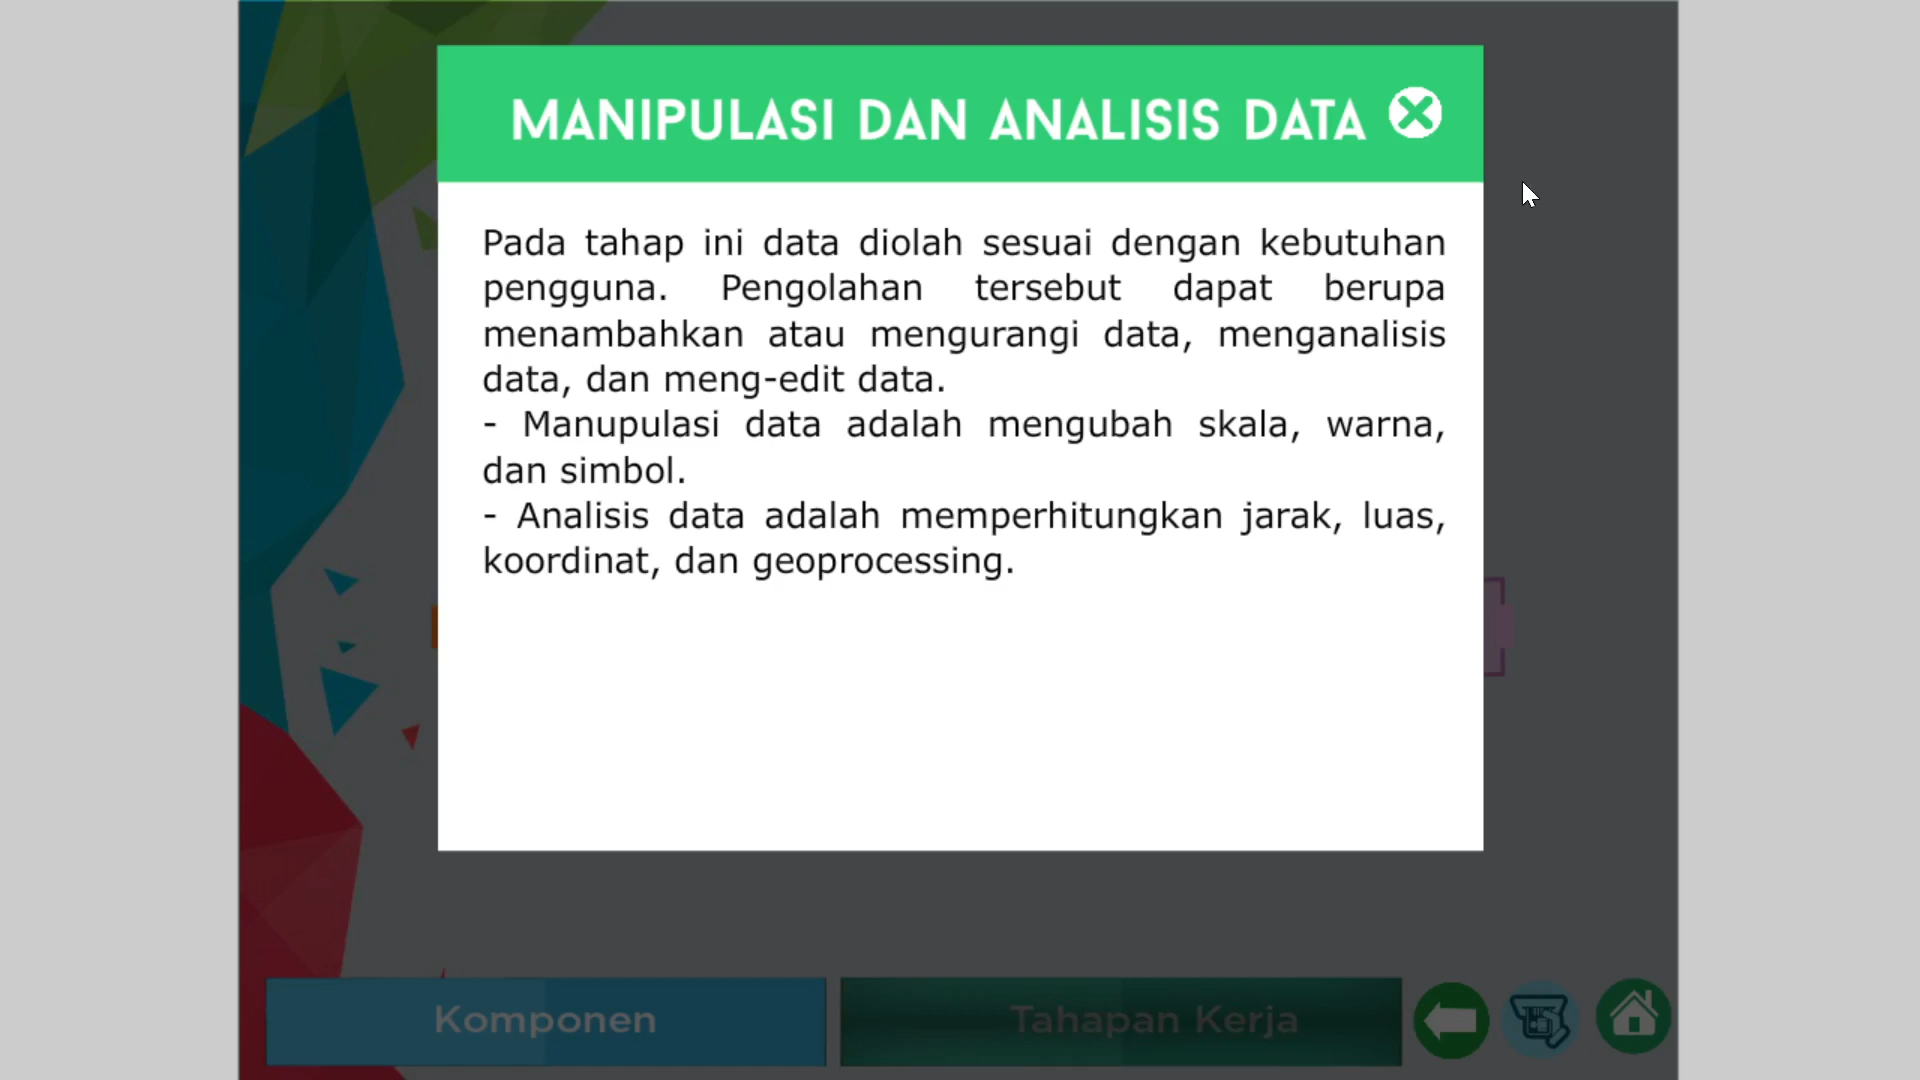 MANIPULASI DAN ANALISIS DATA
Pada tahap ini data diolah sesuai dengan kebutuhan
pengguna. Pengolahan tersebut dapat berupa
menambahkan atau mengurangi data, menganalisis
data, dan meng-edit data.
- Manupulasi data adalah mengubah skala, warna,
dan simbol.
- Analisis data adalah memperhitungkan jarak, luas,
koordinat, dan geoprocessing.
Komponen
Tahapan Kerja